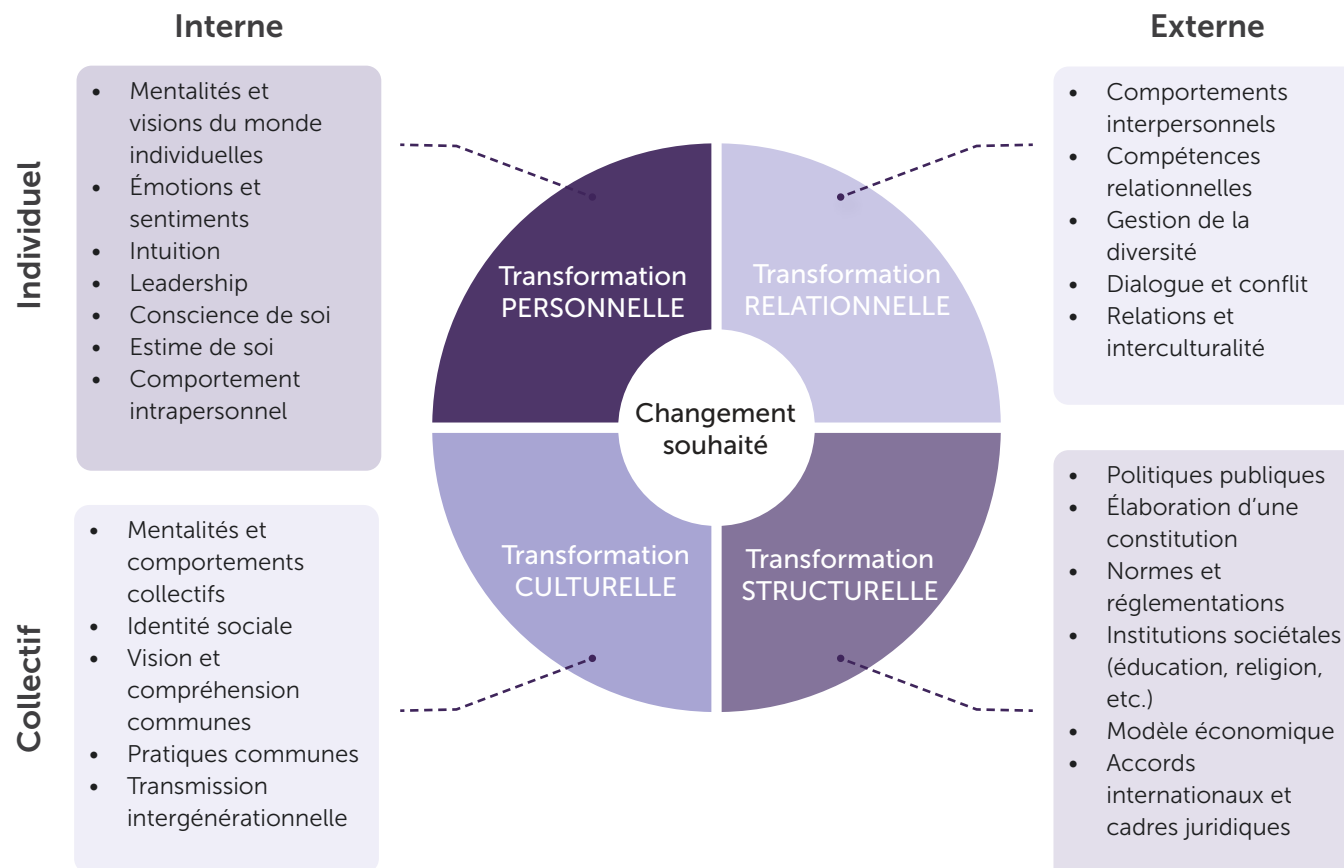 Interne
Externe
Individuel
• Mentalités et
visions du monde
individuelles
• Émotions et
sentiments
• Intuition
• Leadership
• Conscience de soi
• Estime de soi
• Comportement
intrapersonnel
Transformation
PERSONNELLE
Transformation
RELATIONNELLE
• Comportements
interpersonnels
• Compétences
relationnelles
• Gestion de la
diversité
• Dialogue et conflit
• Relations et
interculturalité
Changement
souhaité
Collectif
• Mentalités et
comportements
collectifs
• Identité sociale
• Vision et
compréhension
communes
• Pratiques communes
• Transmission
intergénérationnelle
Transformation
CULTURELLE
Transformation
STRUCTURELLE
• Politiques publiques
• Élaboration d’une
constitution
• Normes et
réglementations
• Institutions sociétales
(éducation, religion,
etc.)
• Modèle économique
• Accords
internationaux et
cadres juridiques